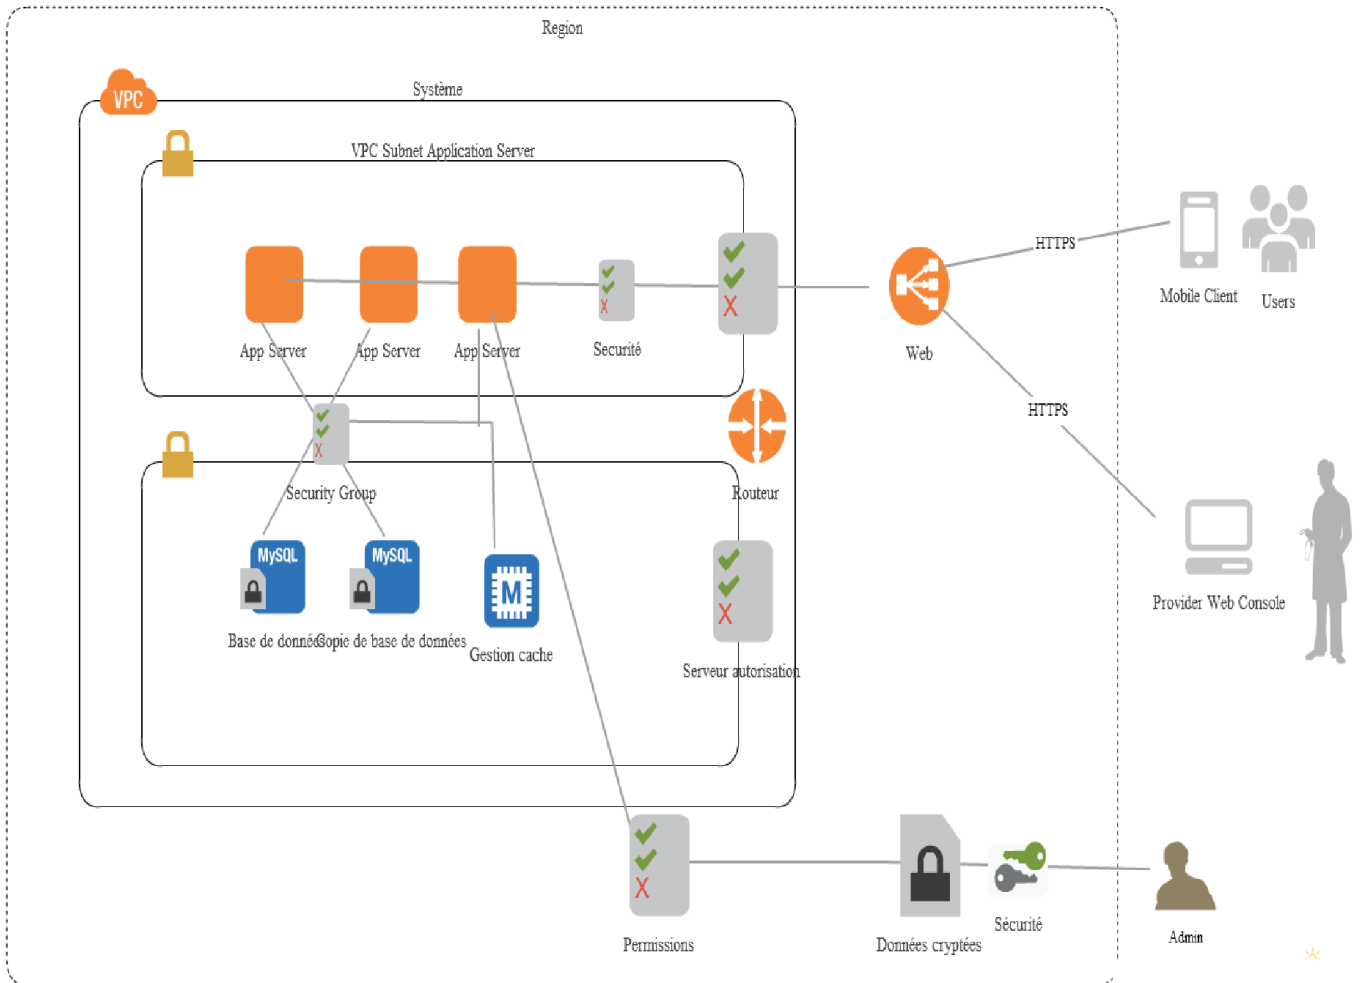 Region
Système
VPC
VPC Subnet Application Server
HTTPS
Mobile Client
Users
App Server
App Server
App Server
Securité
Web
HTTPS
Security Group
Routeur
MySQL
MySQL
M
Base de données
Copie de base de données
Gestion cache
Serveur autorisation
Provider Web Console
Permissions
Données cryptées
Sécurité
Admin